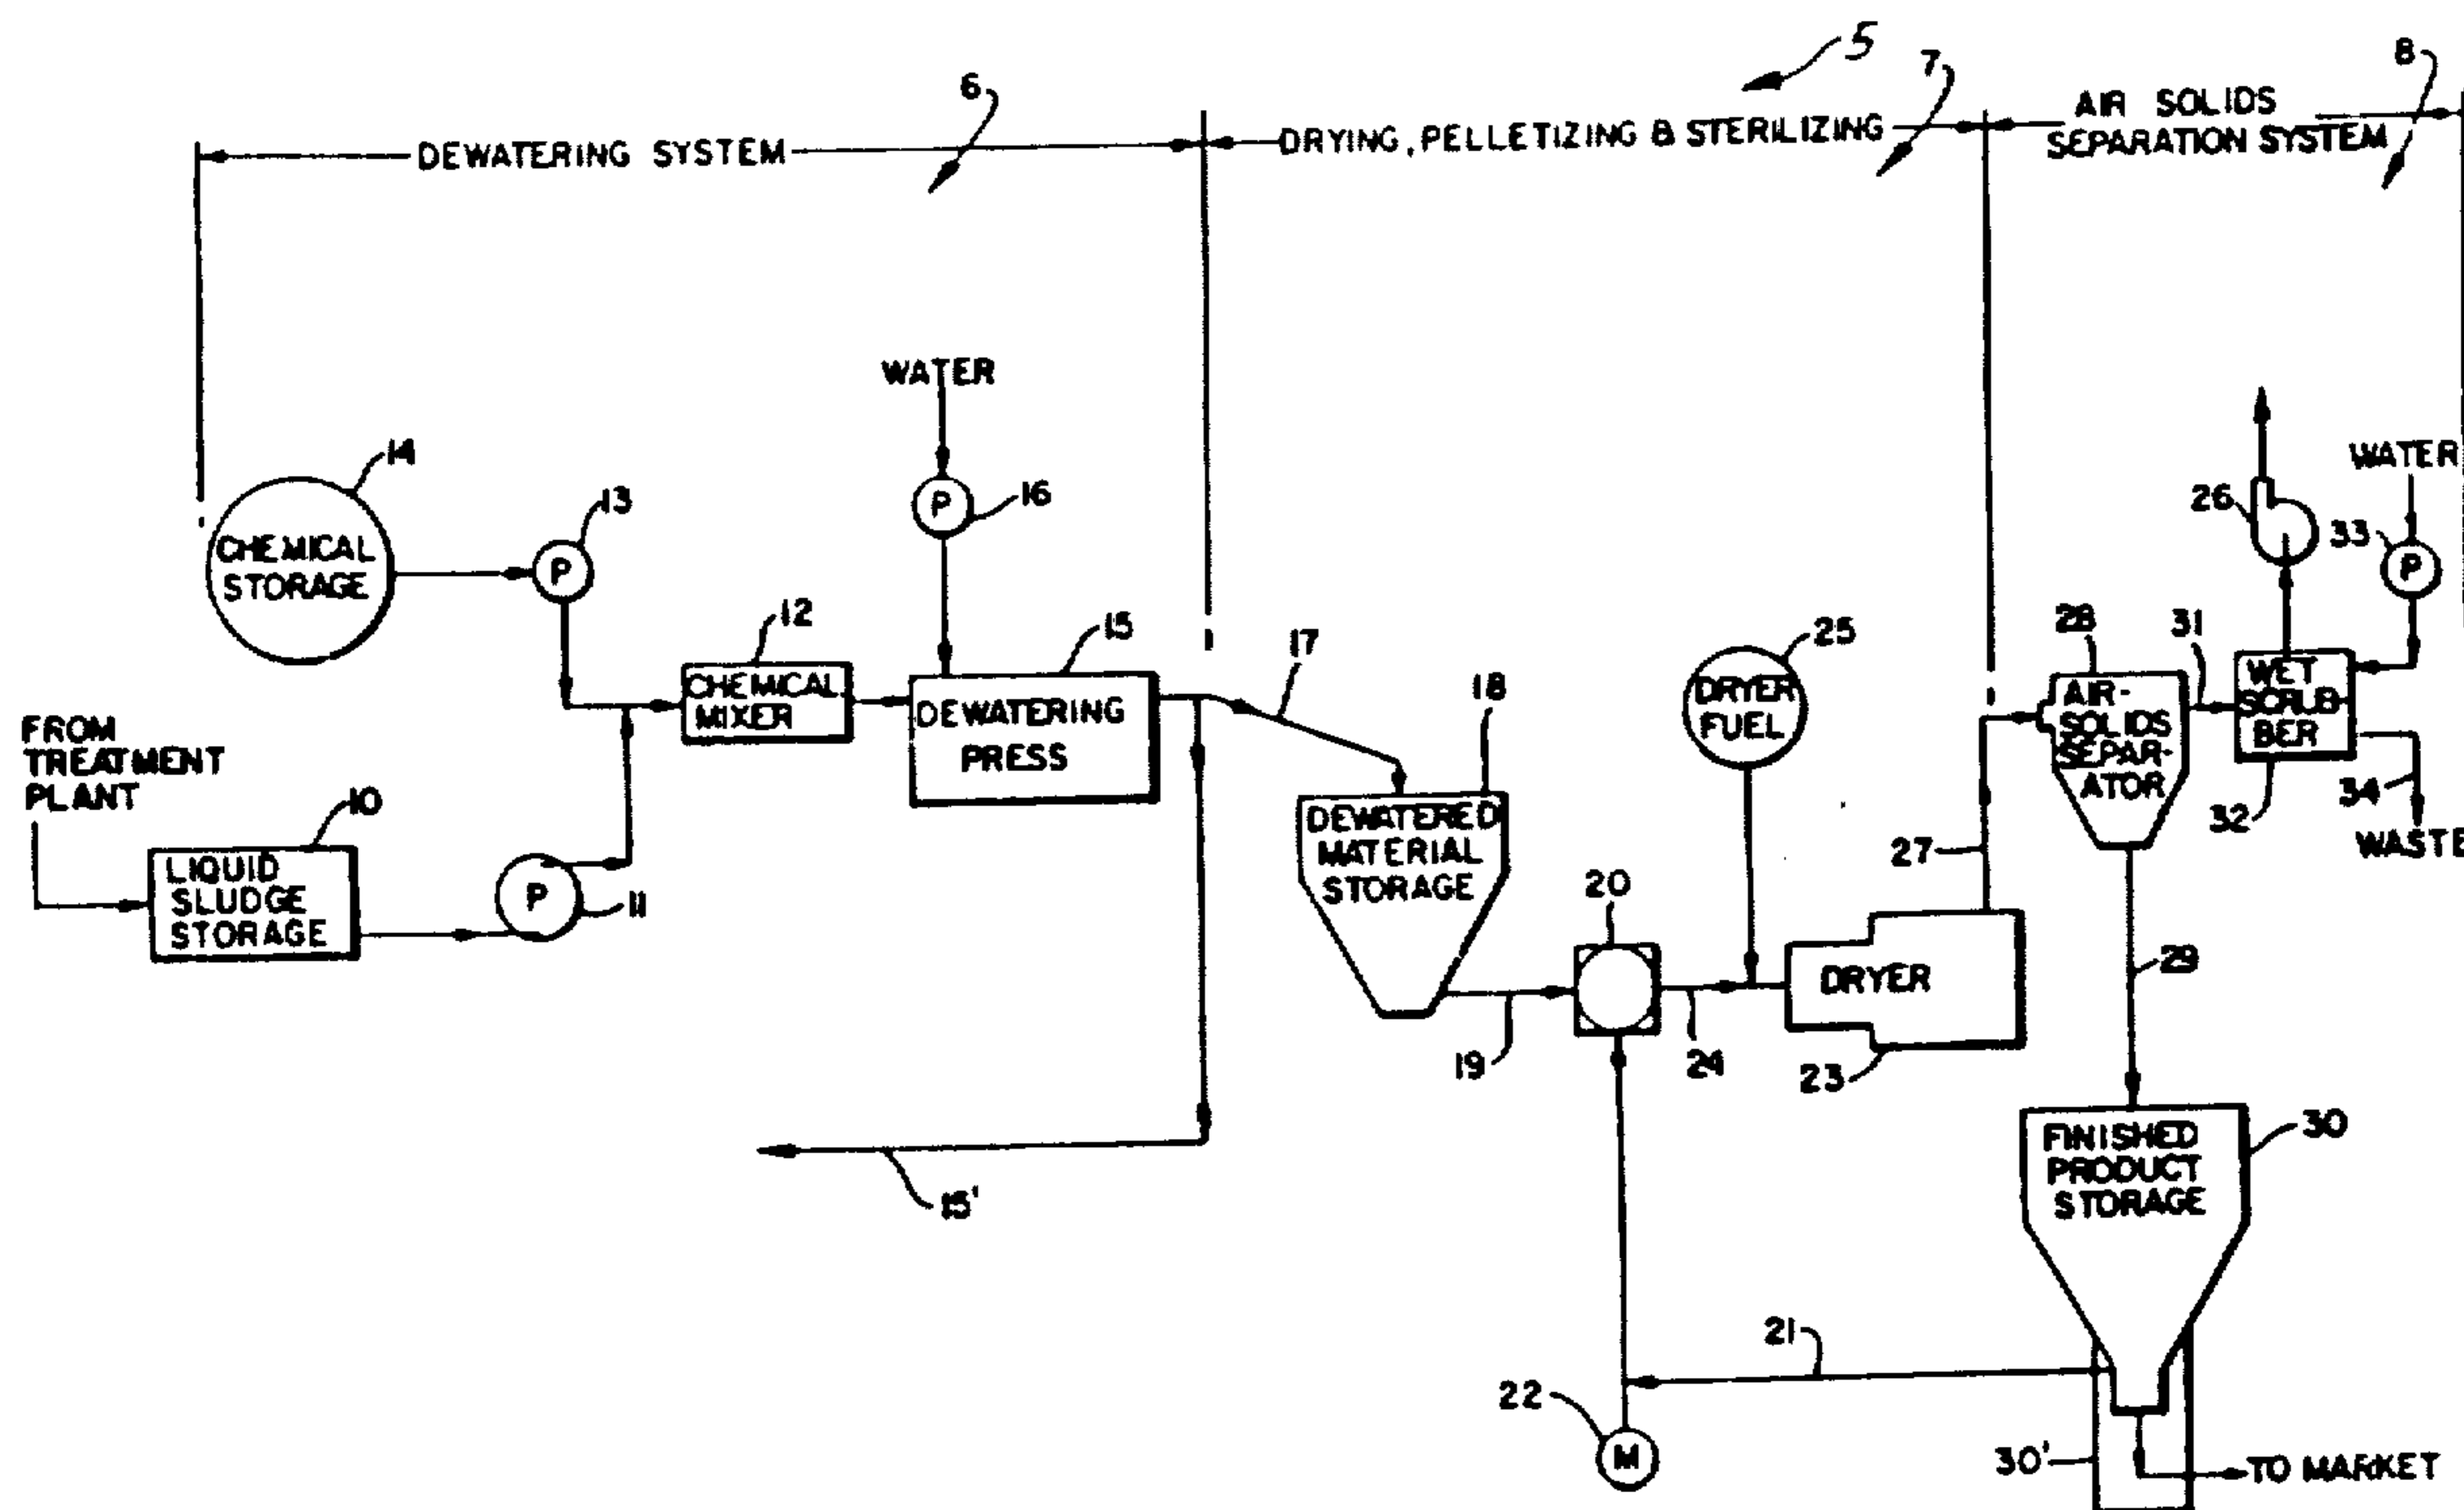 5
6
7
8
DEWATERING SYSTEM
DRYING, PELLETIZING & STERILIZING
AIR SOLIDS
SEPARATION SYSTEM
WATER
14
CHEMICAL
STORAGE
13
P
P
16
12
CHEMICAL
MIXER
15
DEWATERING
PRESS
17
18
DEWATERED
MATERIAL
STORAGE
FROM
TREATMENT
PLANT
10
LIQUID
SLUDGE
STORAGE
P
11
15'
19
20
24
25
DRYER
FUEL
DRYER
23
27
28
AIR-
SOLIDS
SEPAR-
ATOR
31
26
WATER
33
P
WET
SCRUB
BER
32
34
WASTE
29
30
FINISHED
PRODUCT
STORAGE
21
22
M
30'
TO MARKET